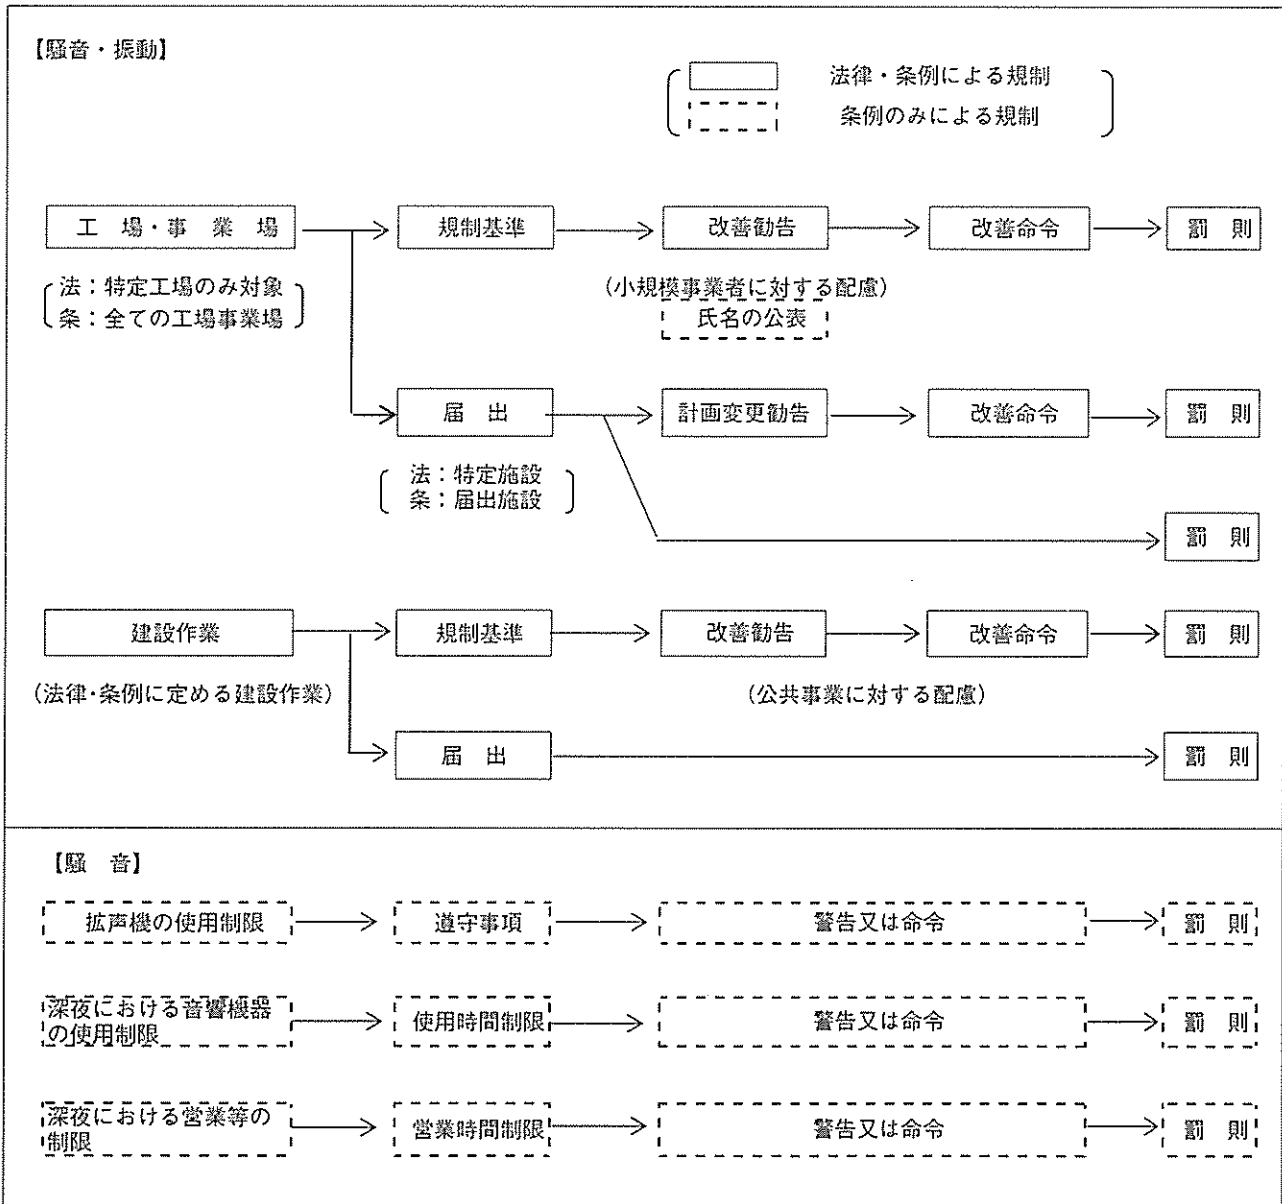 【騒音・振動】
法律・条例による規制
条例のみによる規制
工場・事業場
規制基準
改善勧告
改善命令
罰則
法：特定工場のみ対象
条：全ての工場事業場
(小規模事業者に対する配慮)
氏名の公表
届出
計画変更勧告
改善命令
罰則
法：特定施設
条：届出施設
罰則
建設作業
規制基準
改善勧告
改善命令
罰則
(法律・条例に定める建設作業)
(公共事業に対する配慮)
届出
罰則
【騒音】
拡声機の使用制限
遵守事項
警告又は命令
罰則
深夜における音響機器
の使用制限
使用時間制限
警告又は命令
罰則
深夜における営業等の
制限
営業時間制限
警告又は命令
罰則